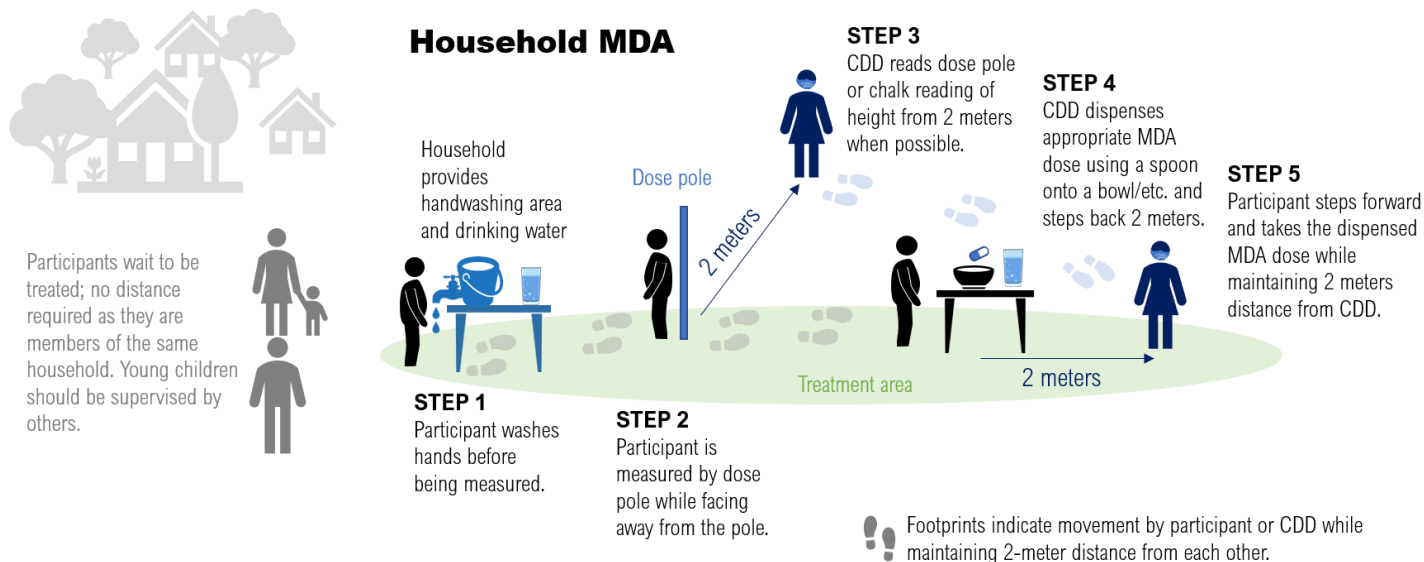 Household MDA
Participants wait to be
treated; no distance
required as they are
members of the same
household. Young children
should be supervised by
others.
Household
provides
handwashing area
and drinking water
STEP 1
Participant washes
hands before
being measured.
Dose pole
STEP 2
Participant is
measured by dose
pole while facing
away from the pole.
2 meters
STEP 3
CDD reads dose pole
or chalk reading of
height from 2 meters
when possible.
STEP 4
CDD dispenses
appropriate MDA
dose using a spoon
onto a bowl/etc. and
steps back 2 meters.
STEP 5
Participant steps forward
and takes the dispensed
MDA dose while
maintaining 2 meters
distance from CDD.
2 meters
Treatment area
Footprints indicate movement by participant or CDD while
maintaining 2-meter distance from each other.